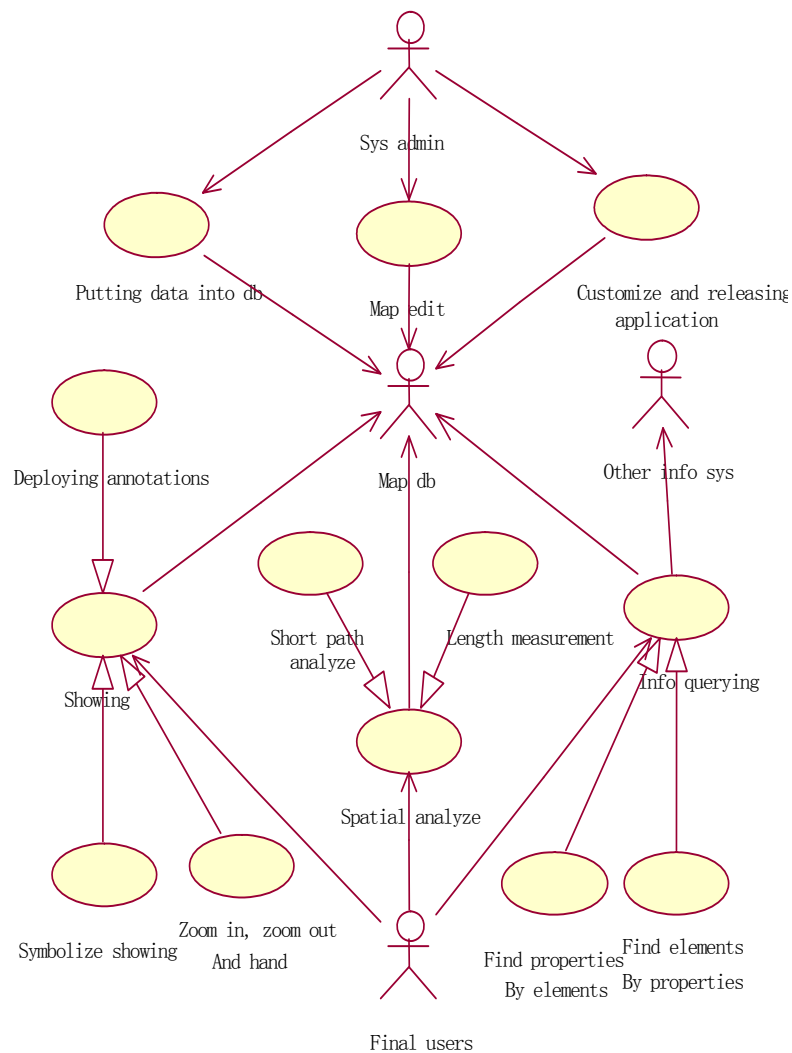 Sys admin
Putting data into db
Map edit
Customize and releasing
application
Deploying annotations
Map db
Other info sys
Short path
analyze
Length measurement
Showing
Info querying
Spatial analyze
Symbolize showing
Zoom in, zoom out
And hand
Find properties
By elements
Find elements
By properties
Final users